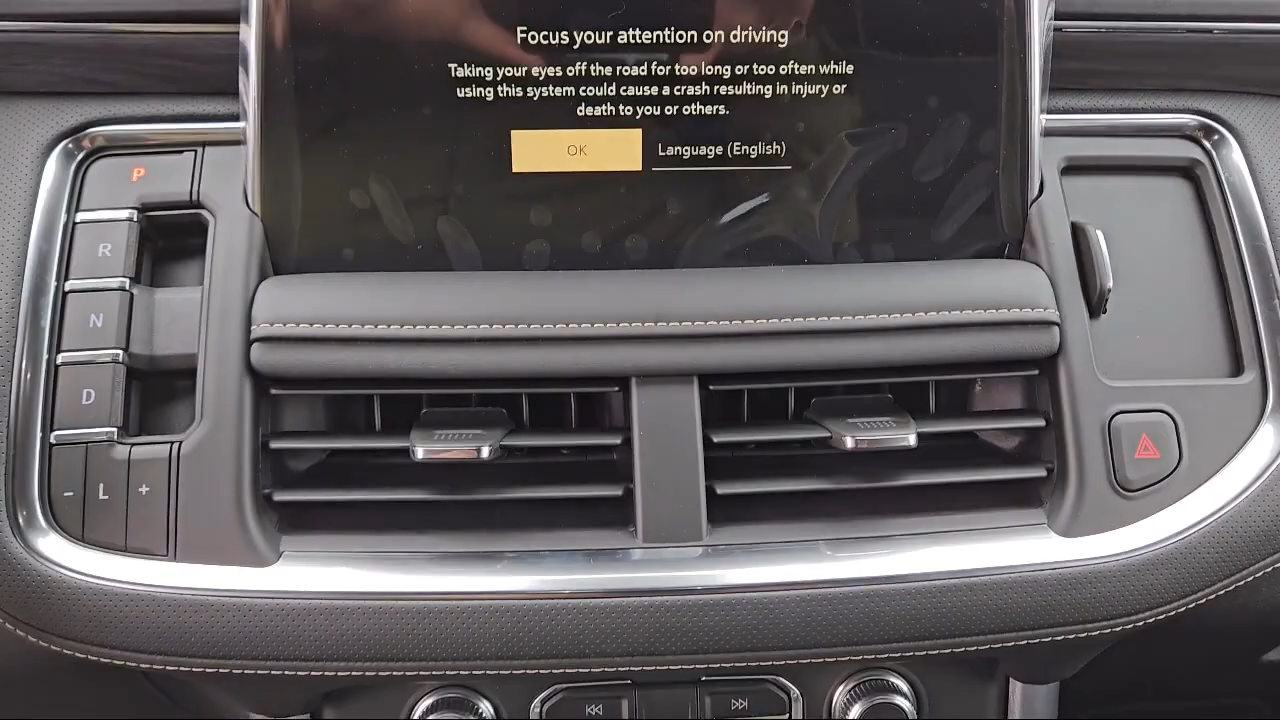 Focus your attention on driving
Taking your eyes off the road for too long or too often while
using this system could cause a crash resulting in injury or
death to you or others.
OK
Language (English)
P
R
N
D
- L +